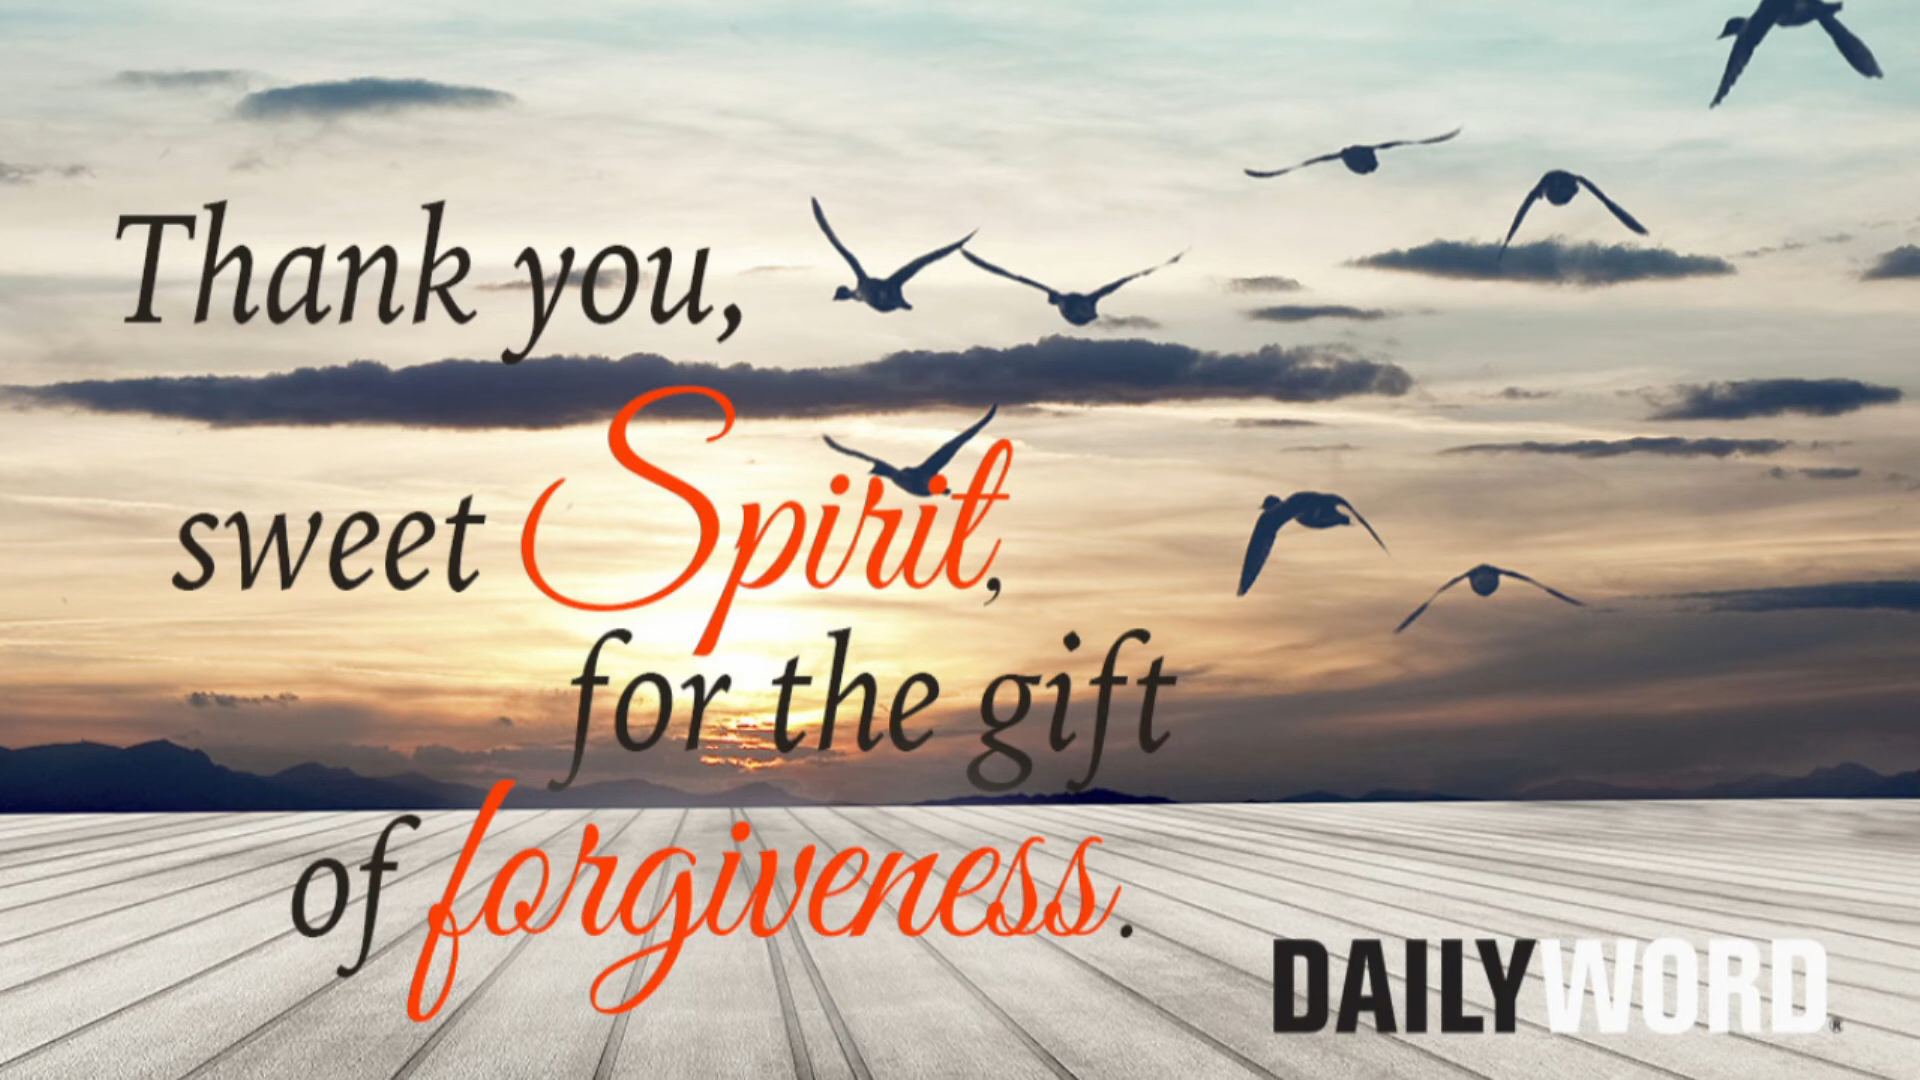 Thank you,
sweet Spirit,
for the gift
of forgiveness.
DAILYWORD®